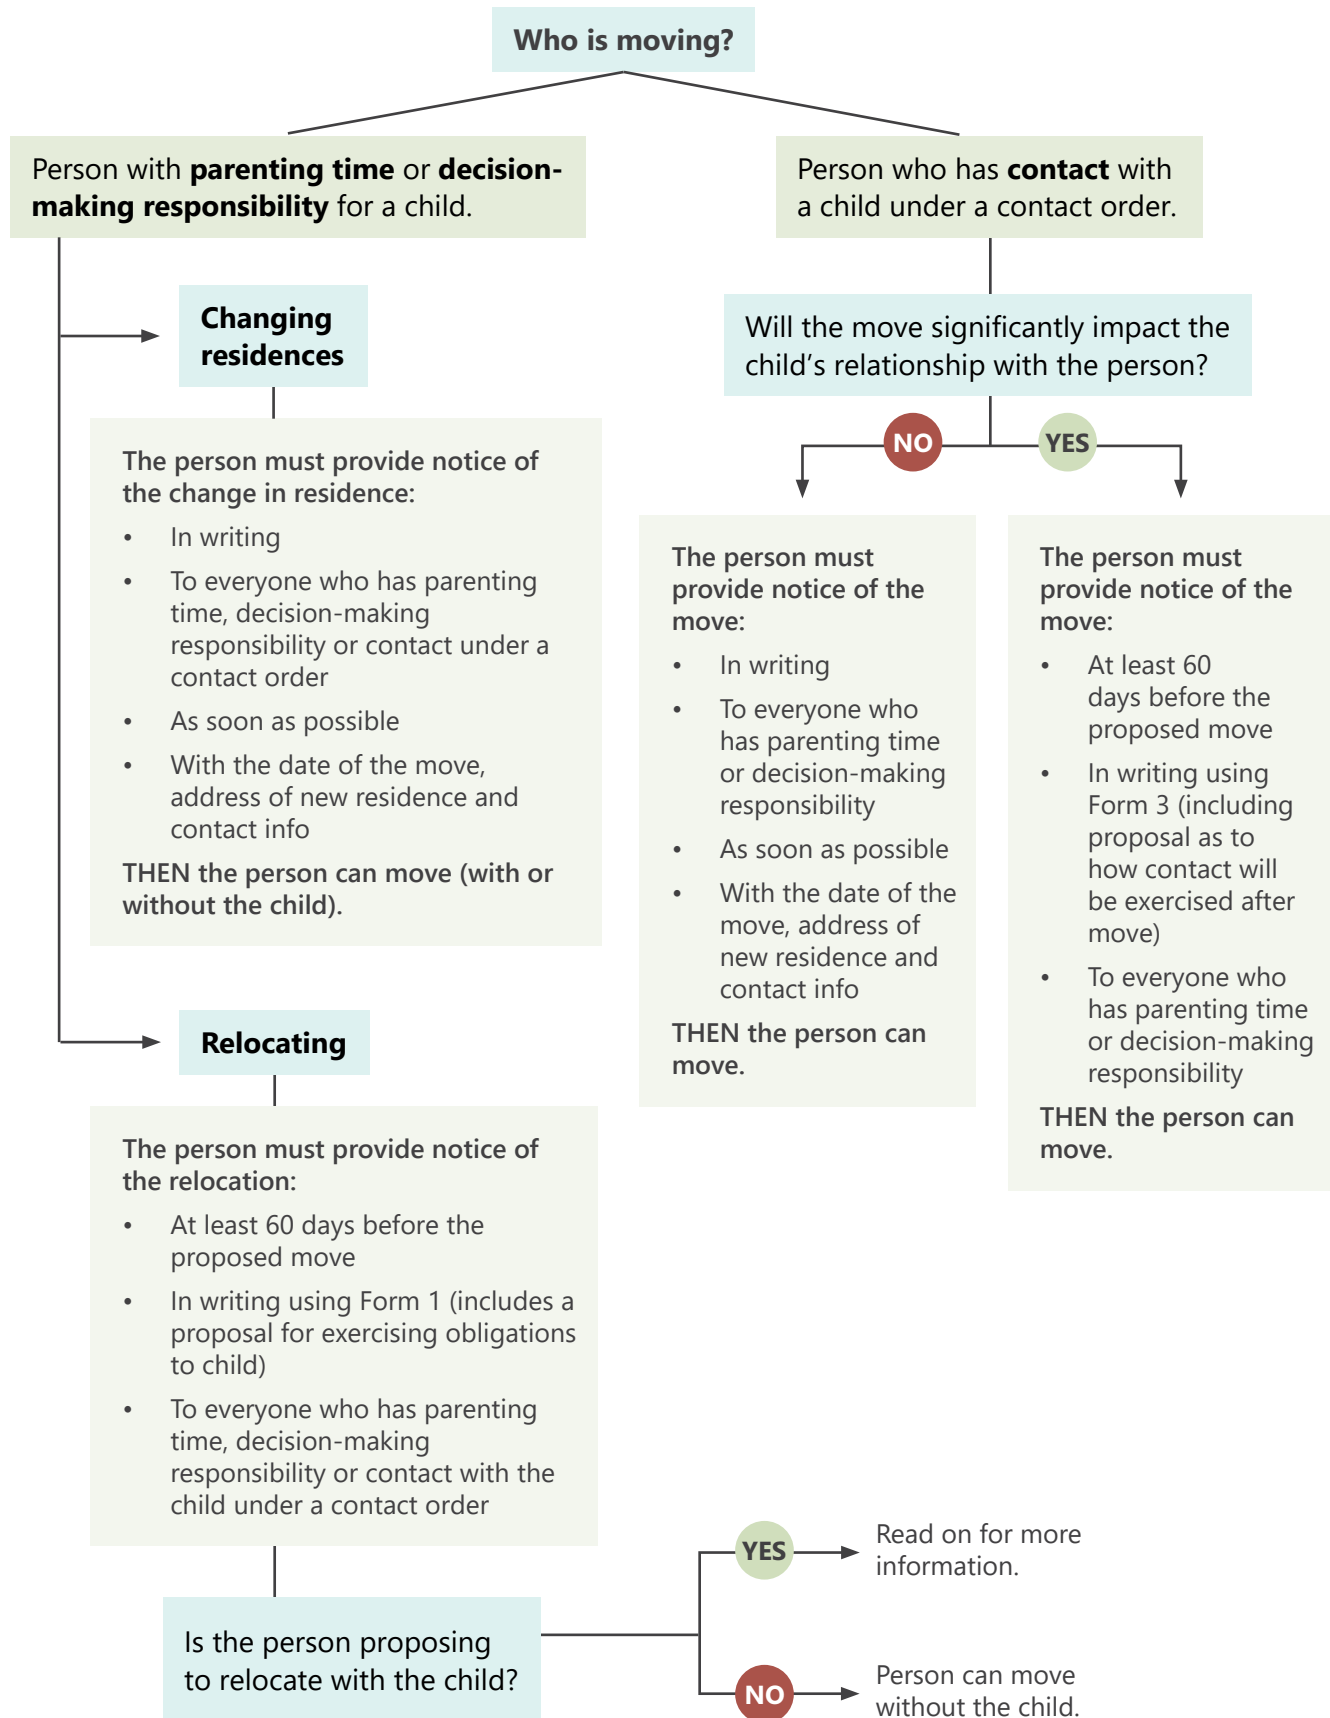 Who is moving?
Person with parenting time or decision-
making responsibility for a child.
Changing
residences
The person must provide notice of
the change in residence:
• In writing
• To everyone who has parenting
time, decision-making
responsibility or contact under a
contact order
• As soon as possible
• With the date of the move,
address of new residence and
contact info
THEN the person can move (with or
without the child).
Relocating
The person must provide notice of
the relocation:
• At least 60 days before the
proposed move
• In writing using Form 1 (includes a
proposal for exercising obligations
to child)
• To everyone who has parenting
time, decision-making
responsibility or contact with the
child under a contact order
Is the person proposing
to relocate with the child?
YES
Read on for more
information.
NO
Person can move
without the child.
Person who has contact with
a child under a contact order.
Will the move significantly impact the
child's relationship with the person?
NO
The person must
provide notice of the
move:
• In writing
• To everyone who
has parenting time
or decision-making
responsibility
• As soon as possible
• With the date of the
move, address of
new residence and
contact info
THEN the person can
move.
YES
The person must
provide notice of the
move:
• At least 60
days before the
proposed move
• In writing using
Form 3 (including
proposal as to
how contact will
be exercised after
move)
• To everyone who
has parenting time
or decision-making
responsibility
THEN the person can
move.